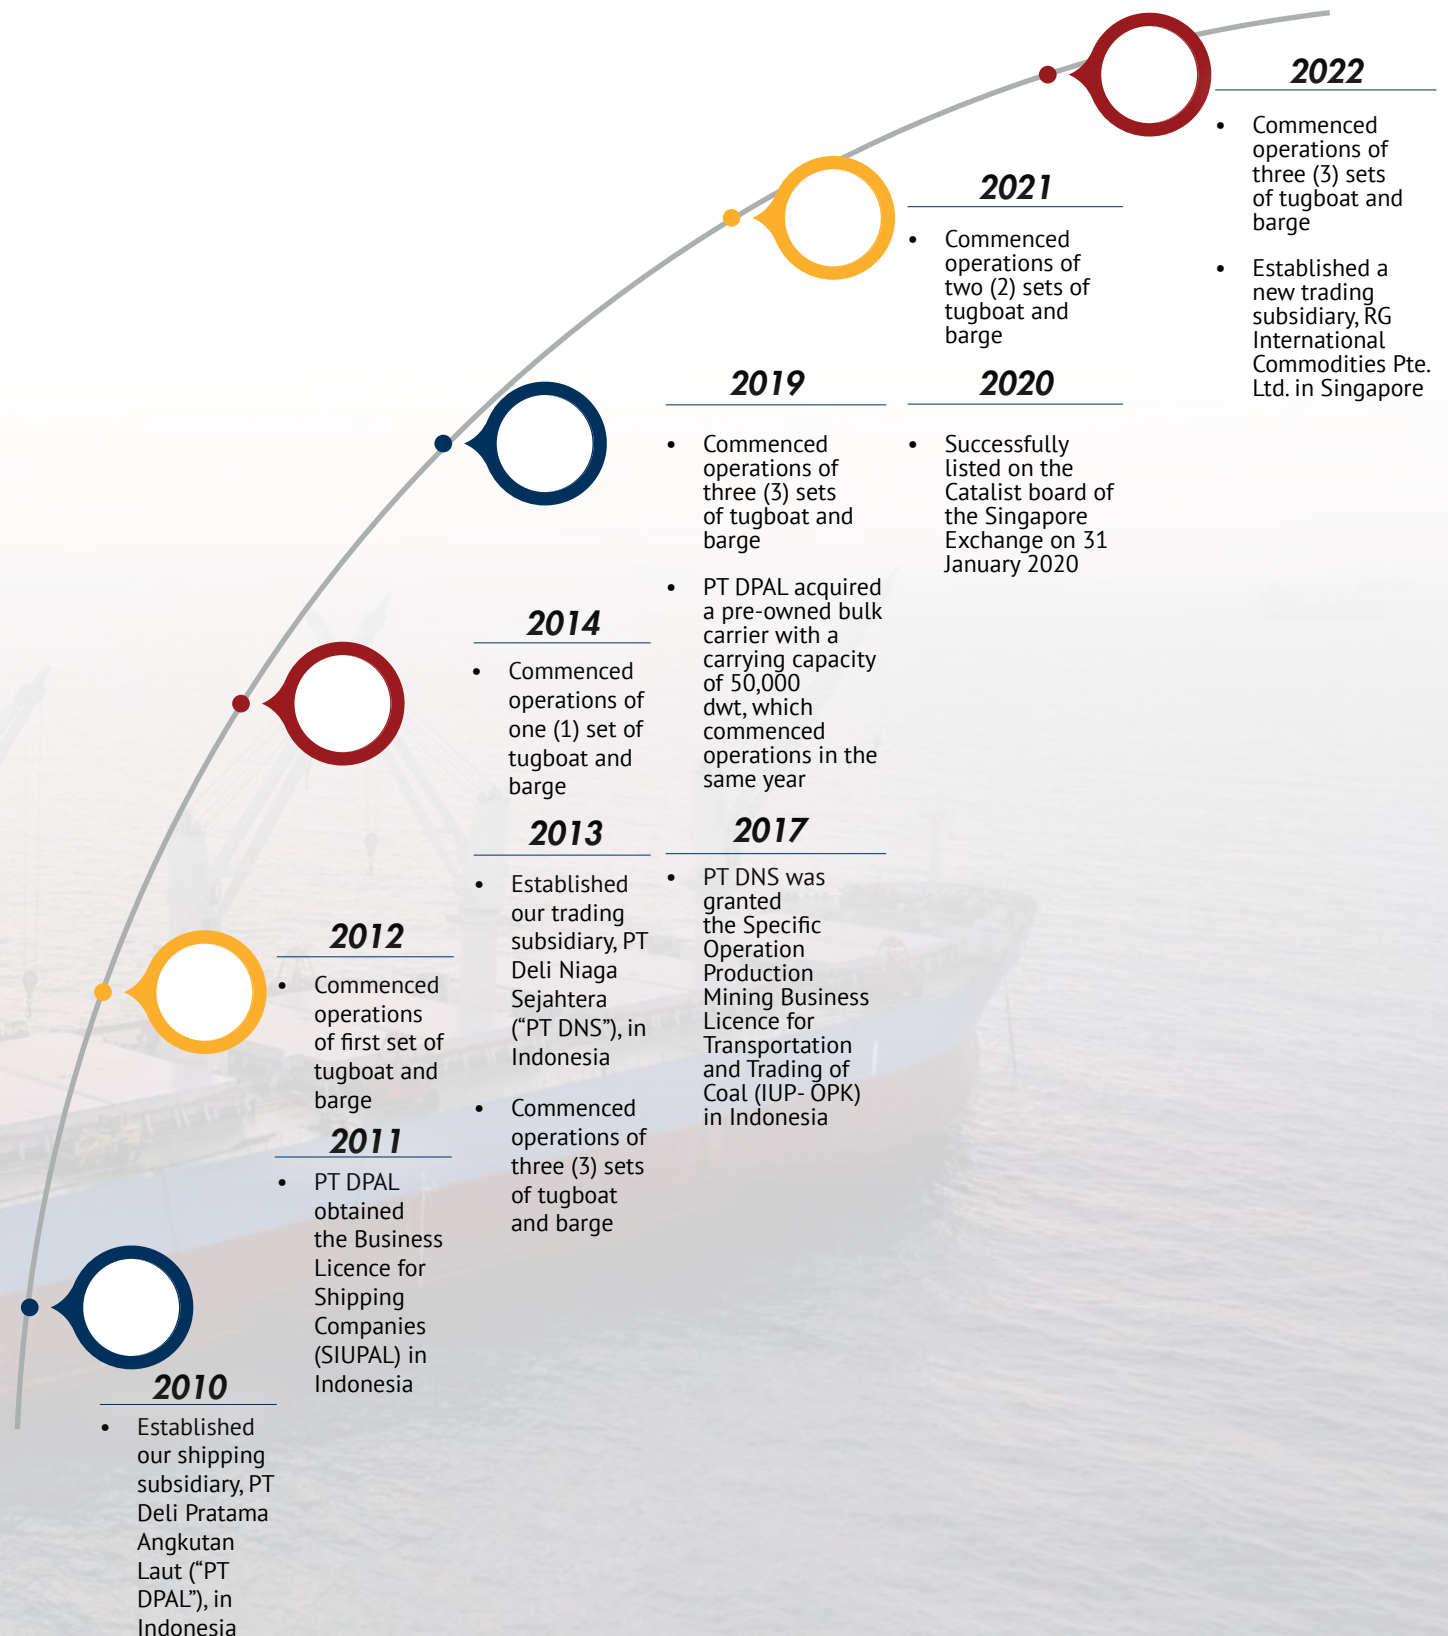 2022
• Commenced
operations of
three (3) sets
of tugboat and
barge
• Established a
new trading
subsidiary, RG
International
Commodities Pte.
Ltd. in Singapore
2021
• Commenced
operations of
two (2) sets of
tugboat and
barge
2020
• Successfully
listed on the
Catalist board of
the Singapore
Exchange on 31
January 2020
2019
• Commenced
operations of
three (3) sets
of tugboat and
barge
• PT DPAL acquired
a pre-owned bulk
carrier with a
carrying capacity
of 50,000
dwt, which
commenced
operations in the
same year
2017
• PT DNS was
granted
the Specific
Operation
Production
Mining Business
Licence for
Transportation
and Trading of
Coal (IUP- OPK)
in Indonesia
2014
• Commenced
operations of
one (1) set of
tugboat and
barge
2013
• Established
our trading
subsidiary, PT
Deli Niaga
Sejahtera
(“PT DNS”), in
Indonesia
• Commenced
operations of
three (3) sets
of tugboat
and barge
2012
• Commenced
operations
of first set of
tugboat and
barge
2011
• PT DPAL
obtained
the Business
Licence for
Shipping
Companies
(SIUPAL) in
Indonesia
2010
• Established
our shipping
subsidiary, PT
Deli Pratama
Angkutan
Laut (“PT
DPAL”), in
Indonesia